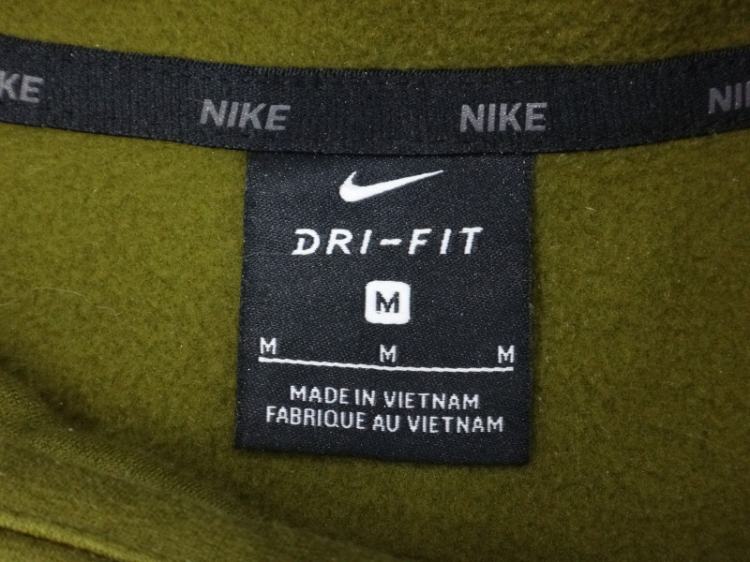 KE NIKE NIKE NI
DRI-FIT
M
M M M
MADE IN VIETNAM
FABRIQUE AU VIETNAM